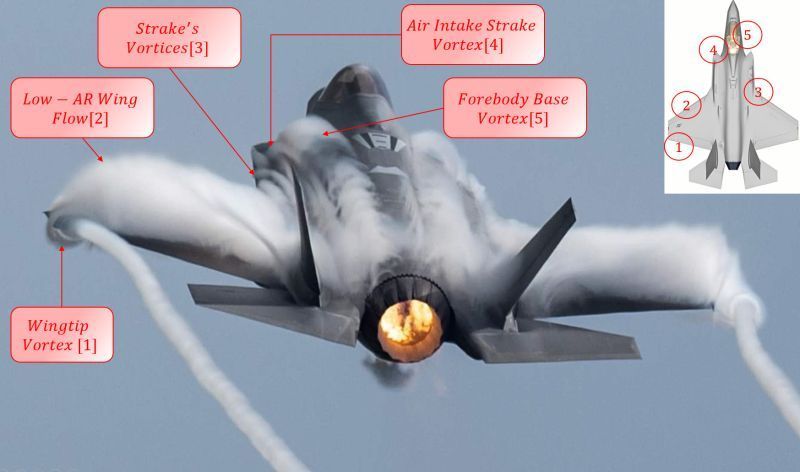 Strake's
Vortices[3]
Air Intake Strake
Vortex[4]
Low − AR Wing
Flow[2]
Forebody Base
Vortex[5]
Wingtip
Vortex [1]
5
4
3
2
1